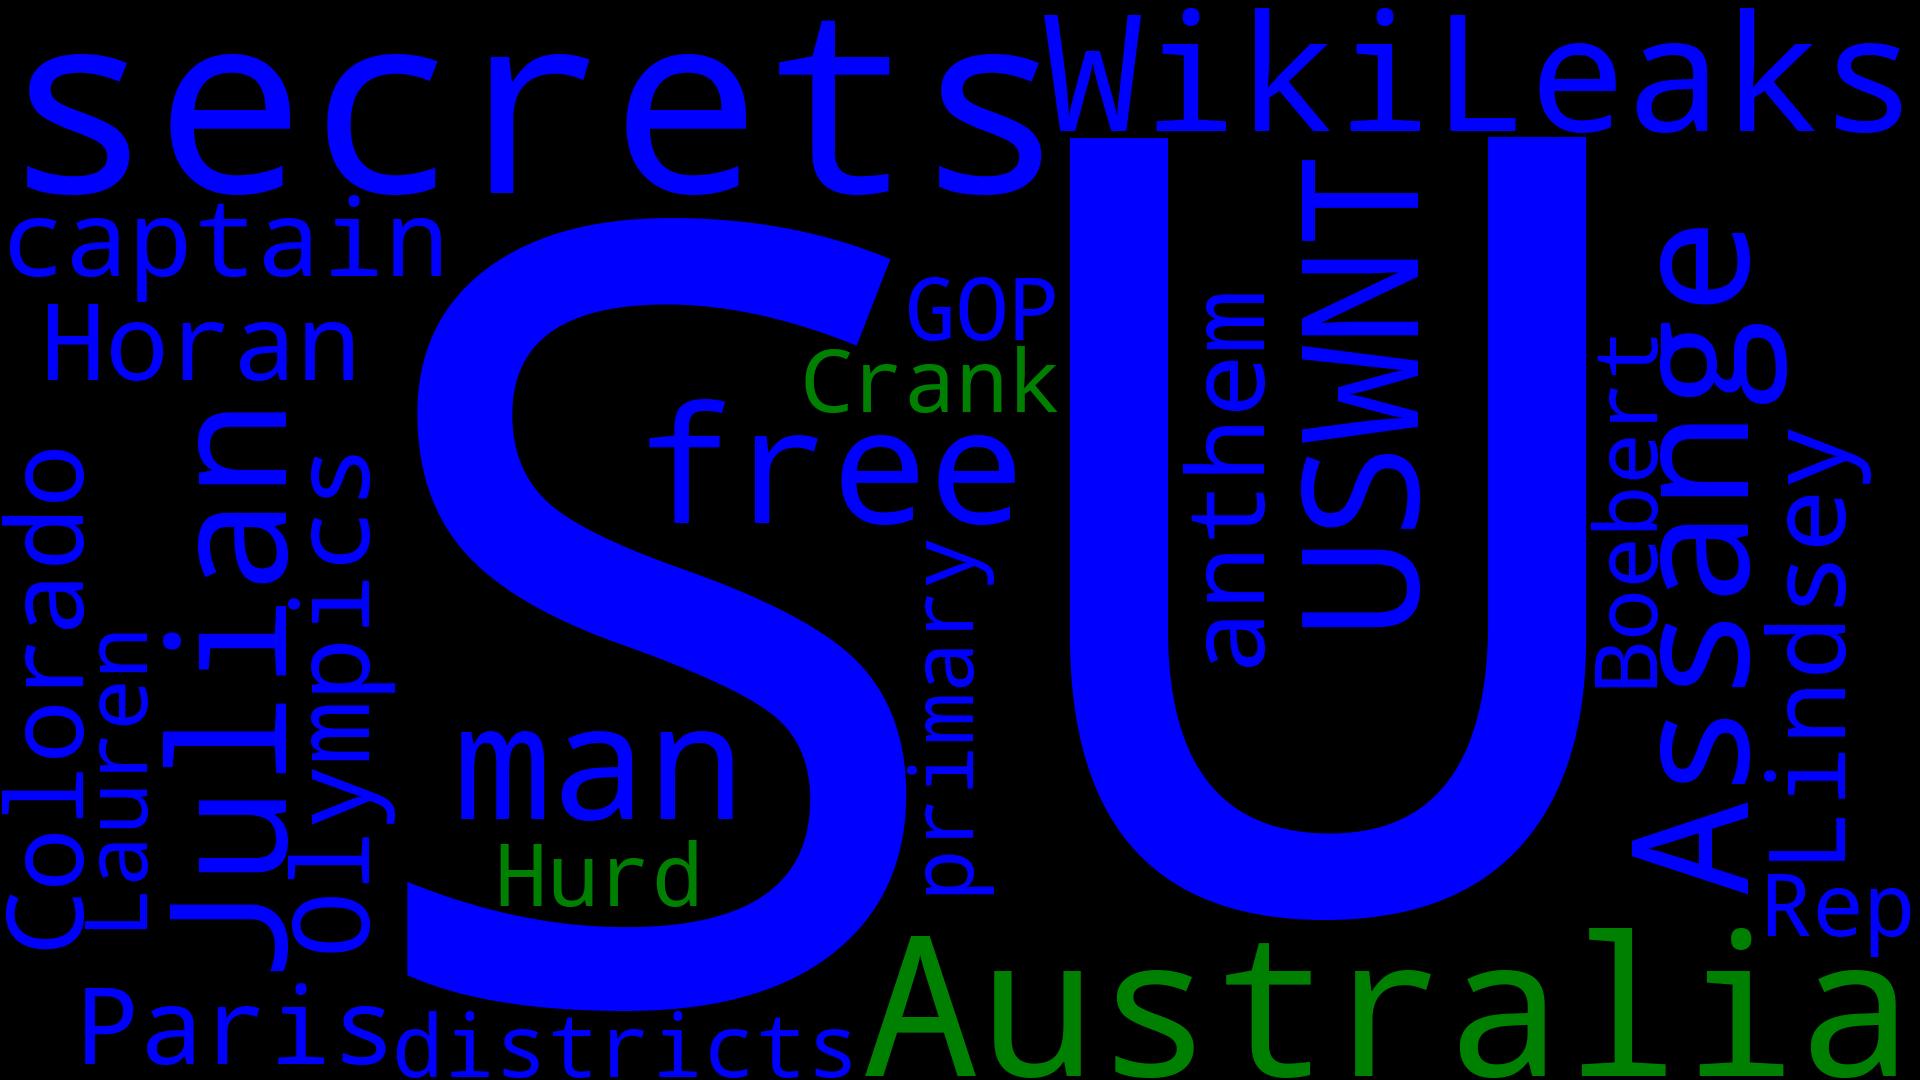 secrets
WikiLeaks
captain
S
U
Horan
GOP
Crank
free
anthem
USWNT
Boebert
Assange
Lindsey
Colorado
Lauren
Julian
Olympics
man
Hurd
primary
Rep
Paris
districts
Australia